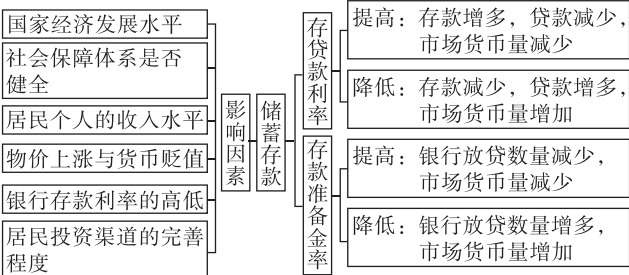 国家经济发展水平
社会保障体系是否
健全
居民个人的收入水平
物价上涨与货币贬值
银行存款利率的高低
居民投资渠道的完善
程度
影响因素
储蓄存款
存贷款利率
提高：存款增多，贷款减少，
市场货币量减少
降低：存款减少，贷款增多，
市场货币量增加
存款准备金率
提高：银行放贷数量减少，
市场货币量减少
降低：银行放贷数量增多，
市场货币量增加